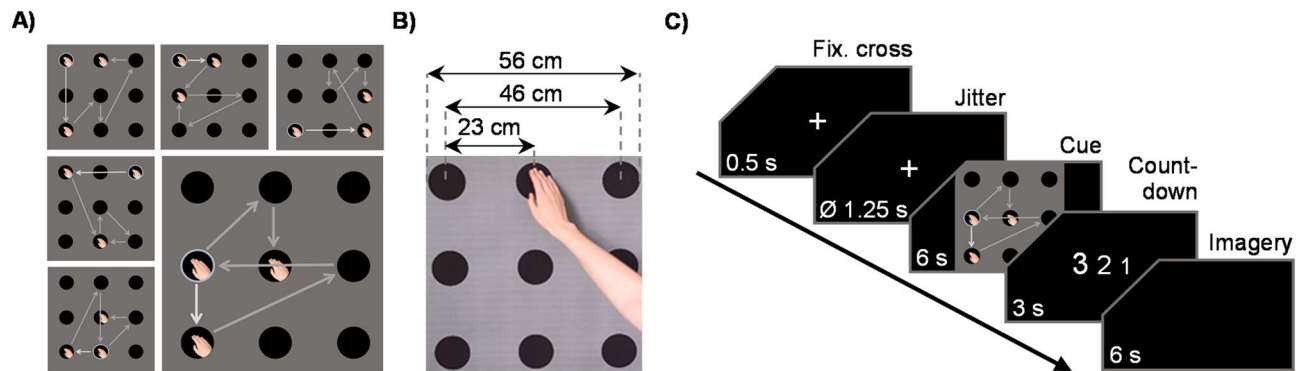 A)
B)
56 cm
46 cm
23 cm
C)
Fix. cross
0.5 s
Jitter
Ø 1.25 s
Cue
6 s
Count-
down
3 2 1
3 s
Imagery
6 s